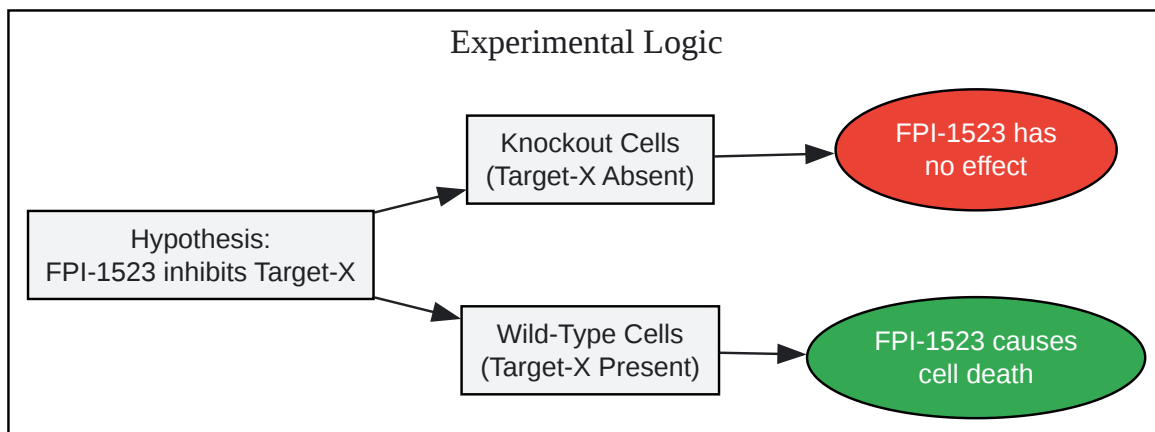 Experimental Logic
Hypothesis:
FPI-1523 inhibits Target-X
Knockout Cells
(Target-X Absent)
FPI-1523 has
no effect
Wild-Type Cells
(Target-X Present)
FPI-1523 causes
cell death